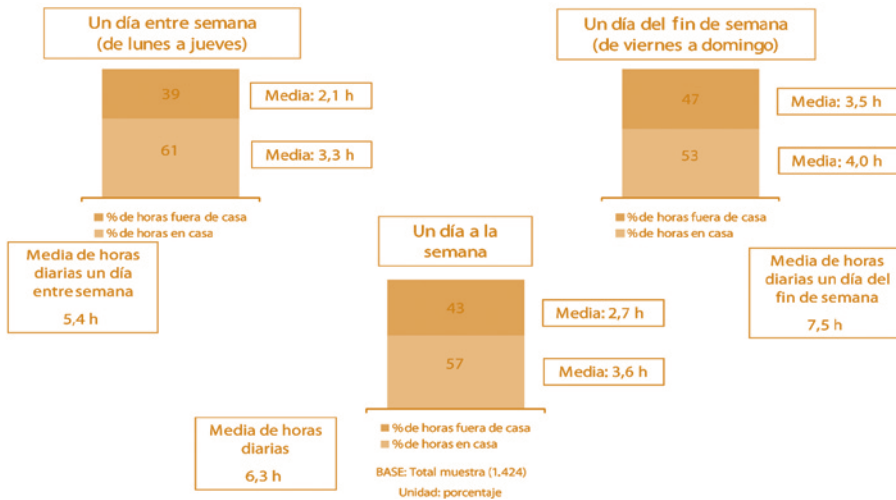 Un día entre semana
(de lunes a jueves)
39
Media: 2,1 h
61
Media: 3,3 h
% de horas fuera de casa
% de horas en casa
Media de horas
diarias un día
entre semana
5,4 h
Un día del fin de semana
(de viernes a domingo)
47
Media: 3,5 h
53
Media: 4,0 h
% de horas fuera de casa
% de horas en casa
Media de horas
diarias un día del
fin de semana
7,5 h
Un día a la
semana
43
Media: 2,7 h
57
Media: 3,6 h
% de horas fuera de casa
% de horas en casa
Media de horas
diarias
6,3 h
BASE: Total muestra (1.424)
Unidad: porcentaje